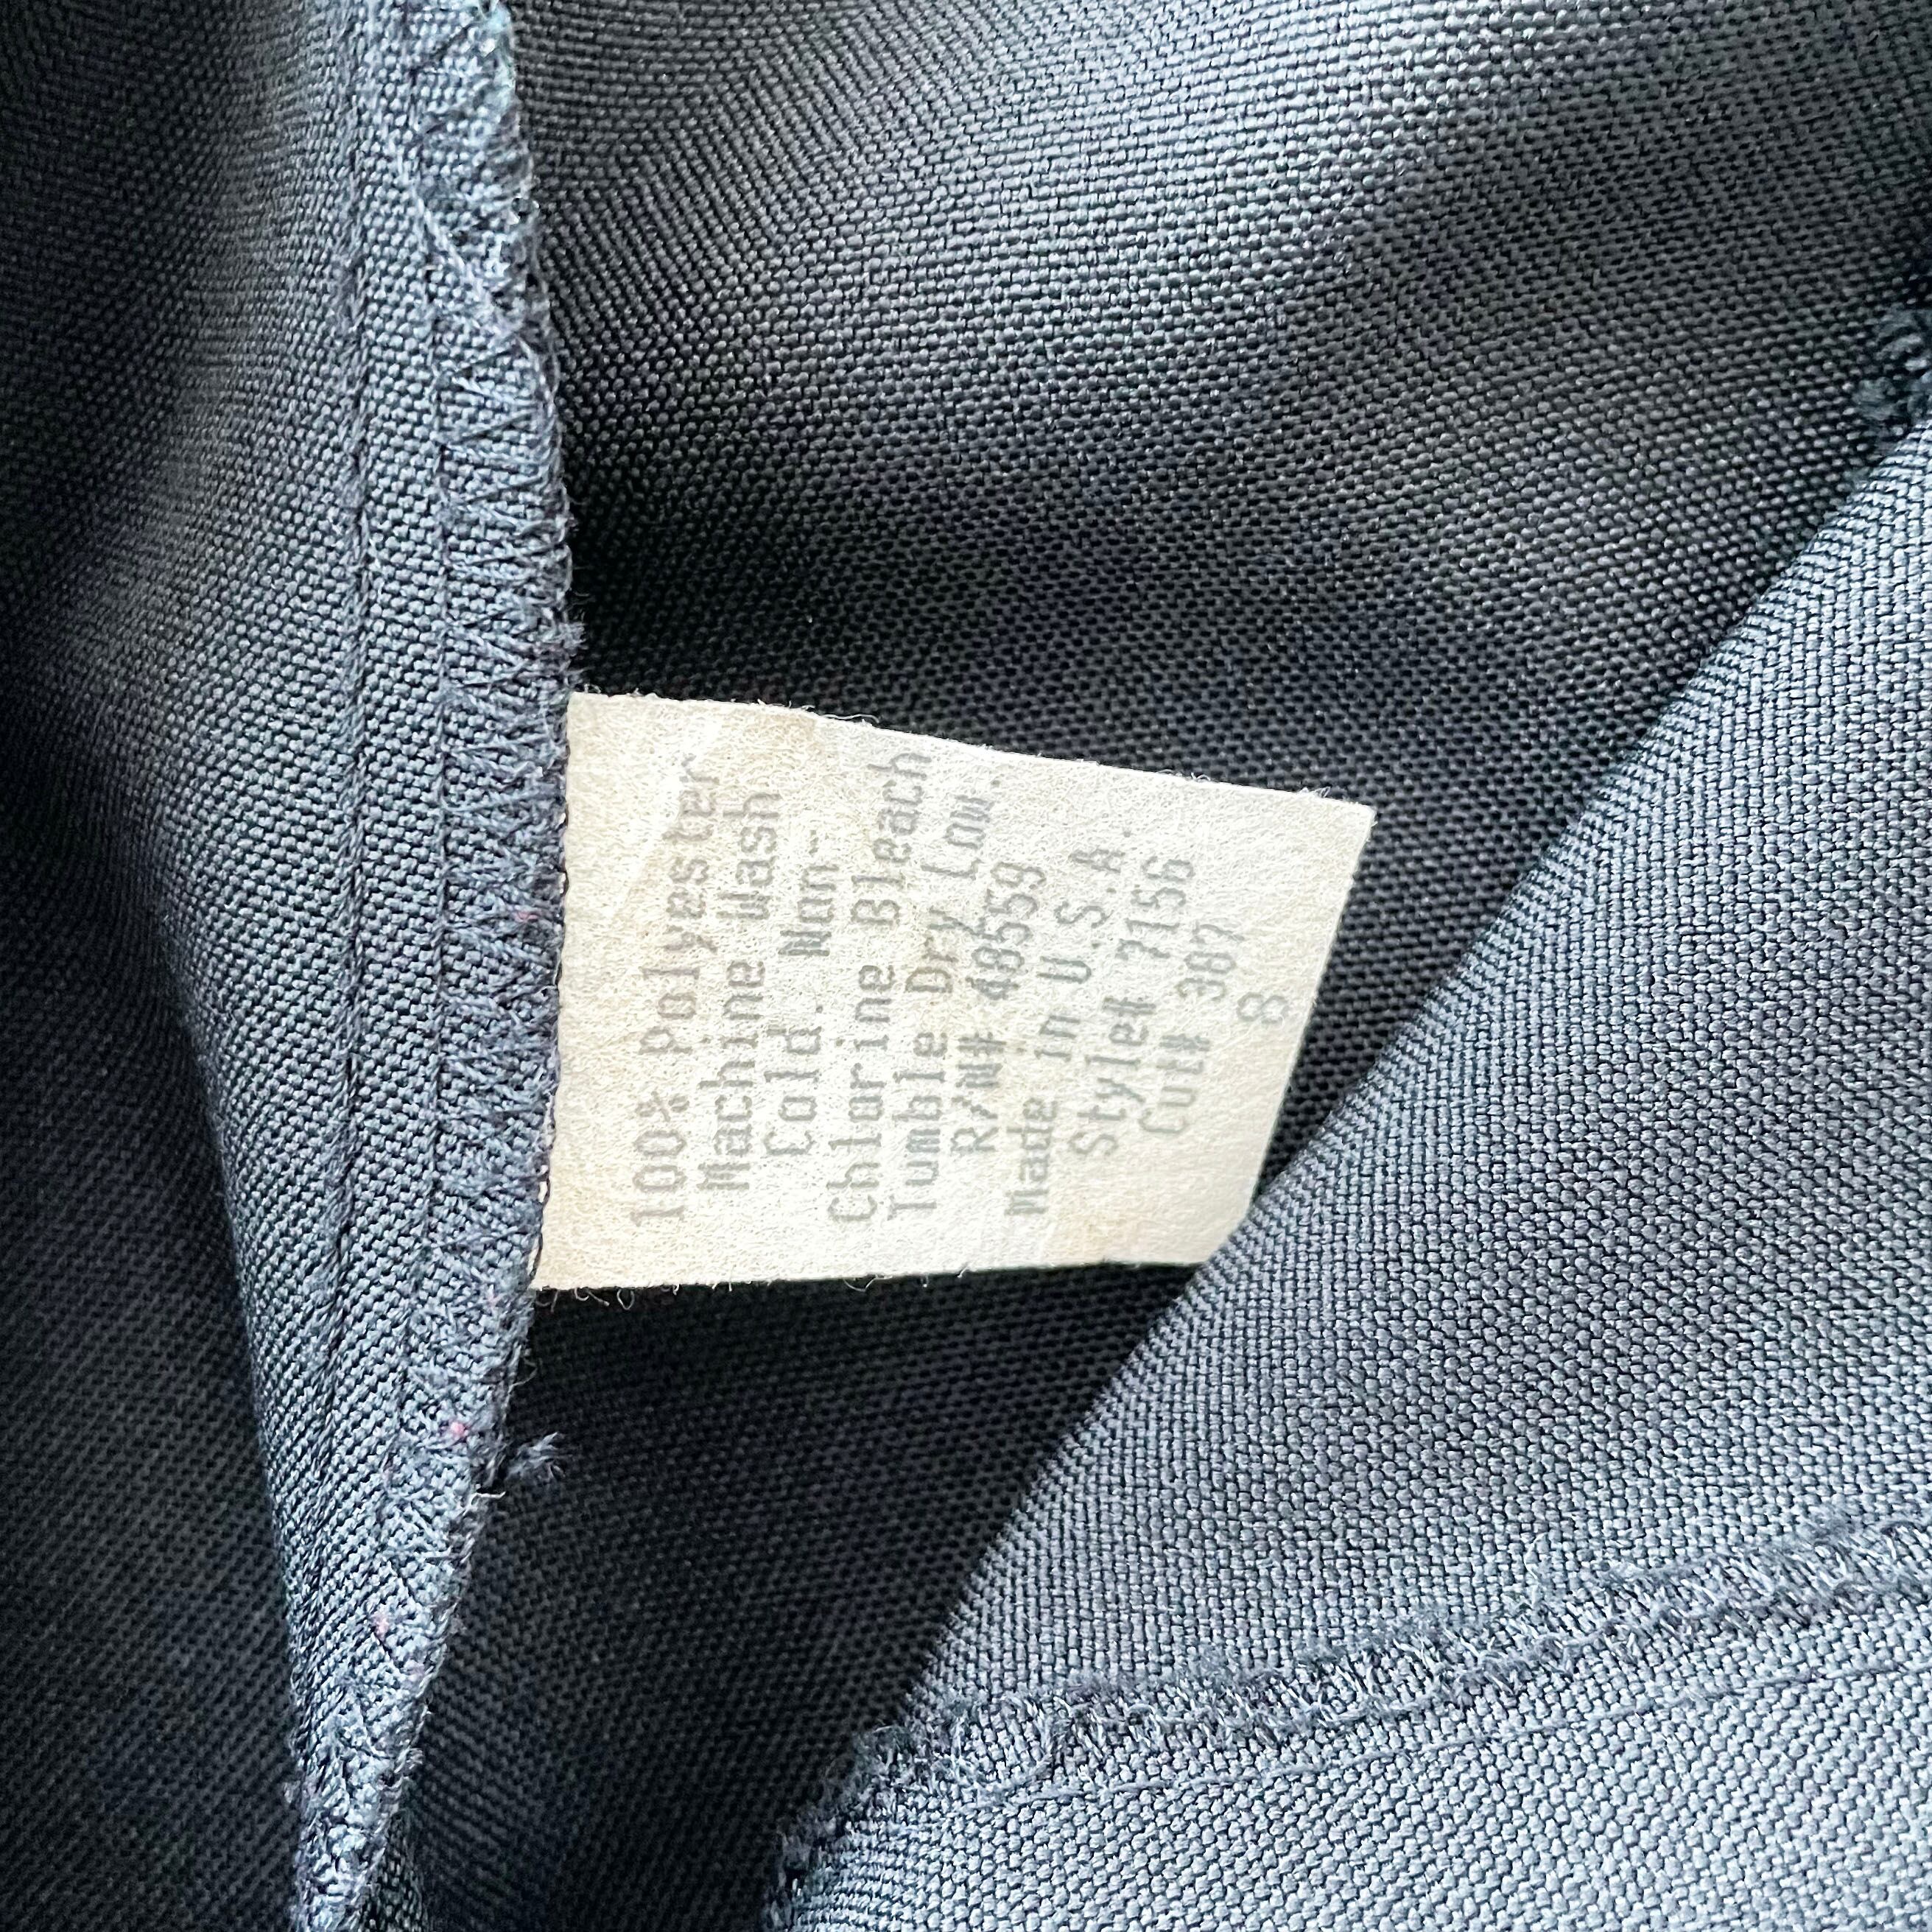 100% Polyester
Machine Wash
Cold. Non-
Chlorine Bleach
Tumble Dry Low.
R/N# 48559
Made in U.S.A.
Style# 7156
Cut# 387
8